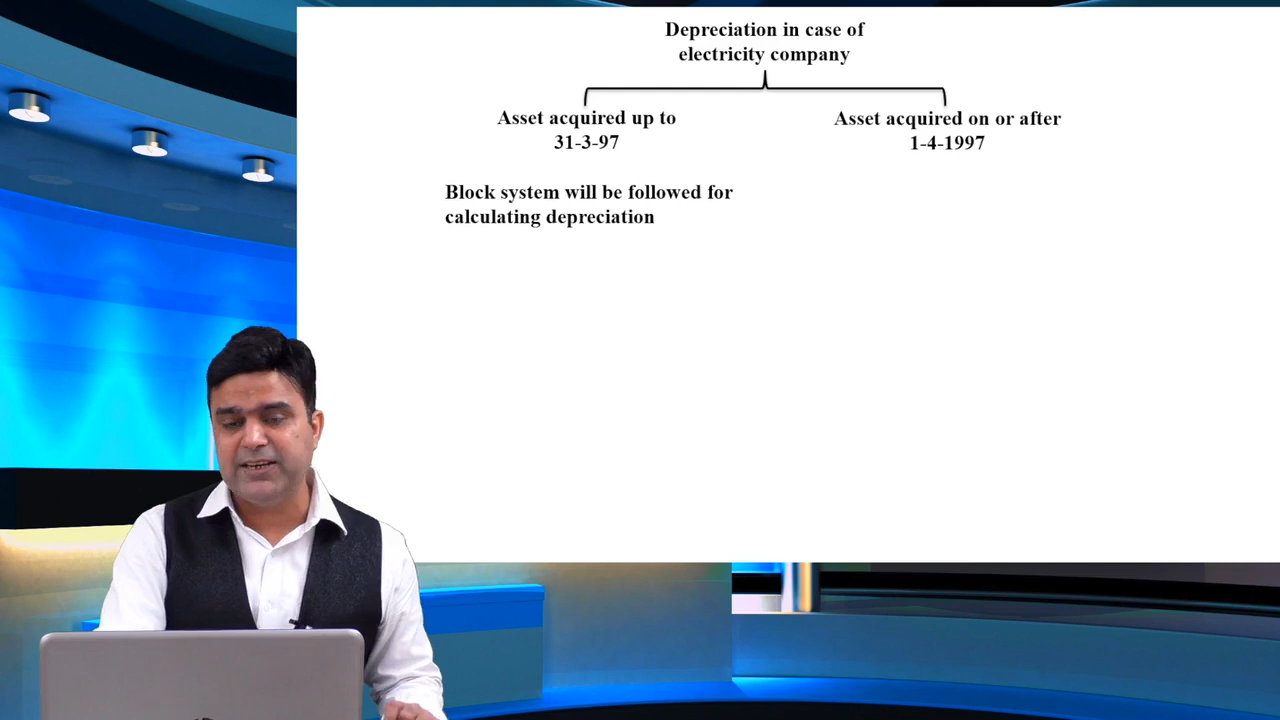 Depreciation in case of
electricity company
Asset acquired up to
31-3-97
Asset acquired on or after
1-4-1997
Block system will be followed for
calculating depreciation